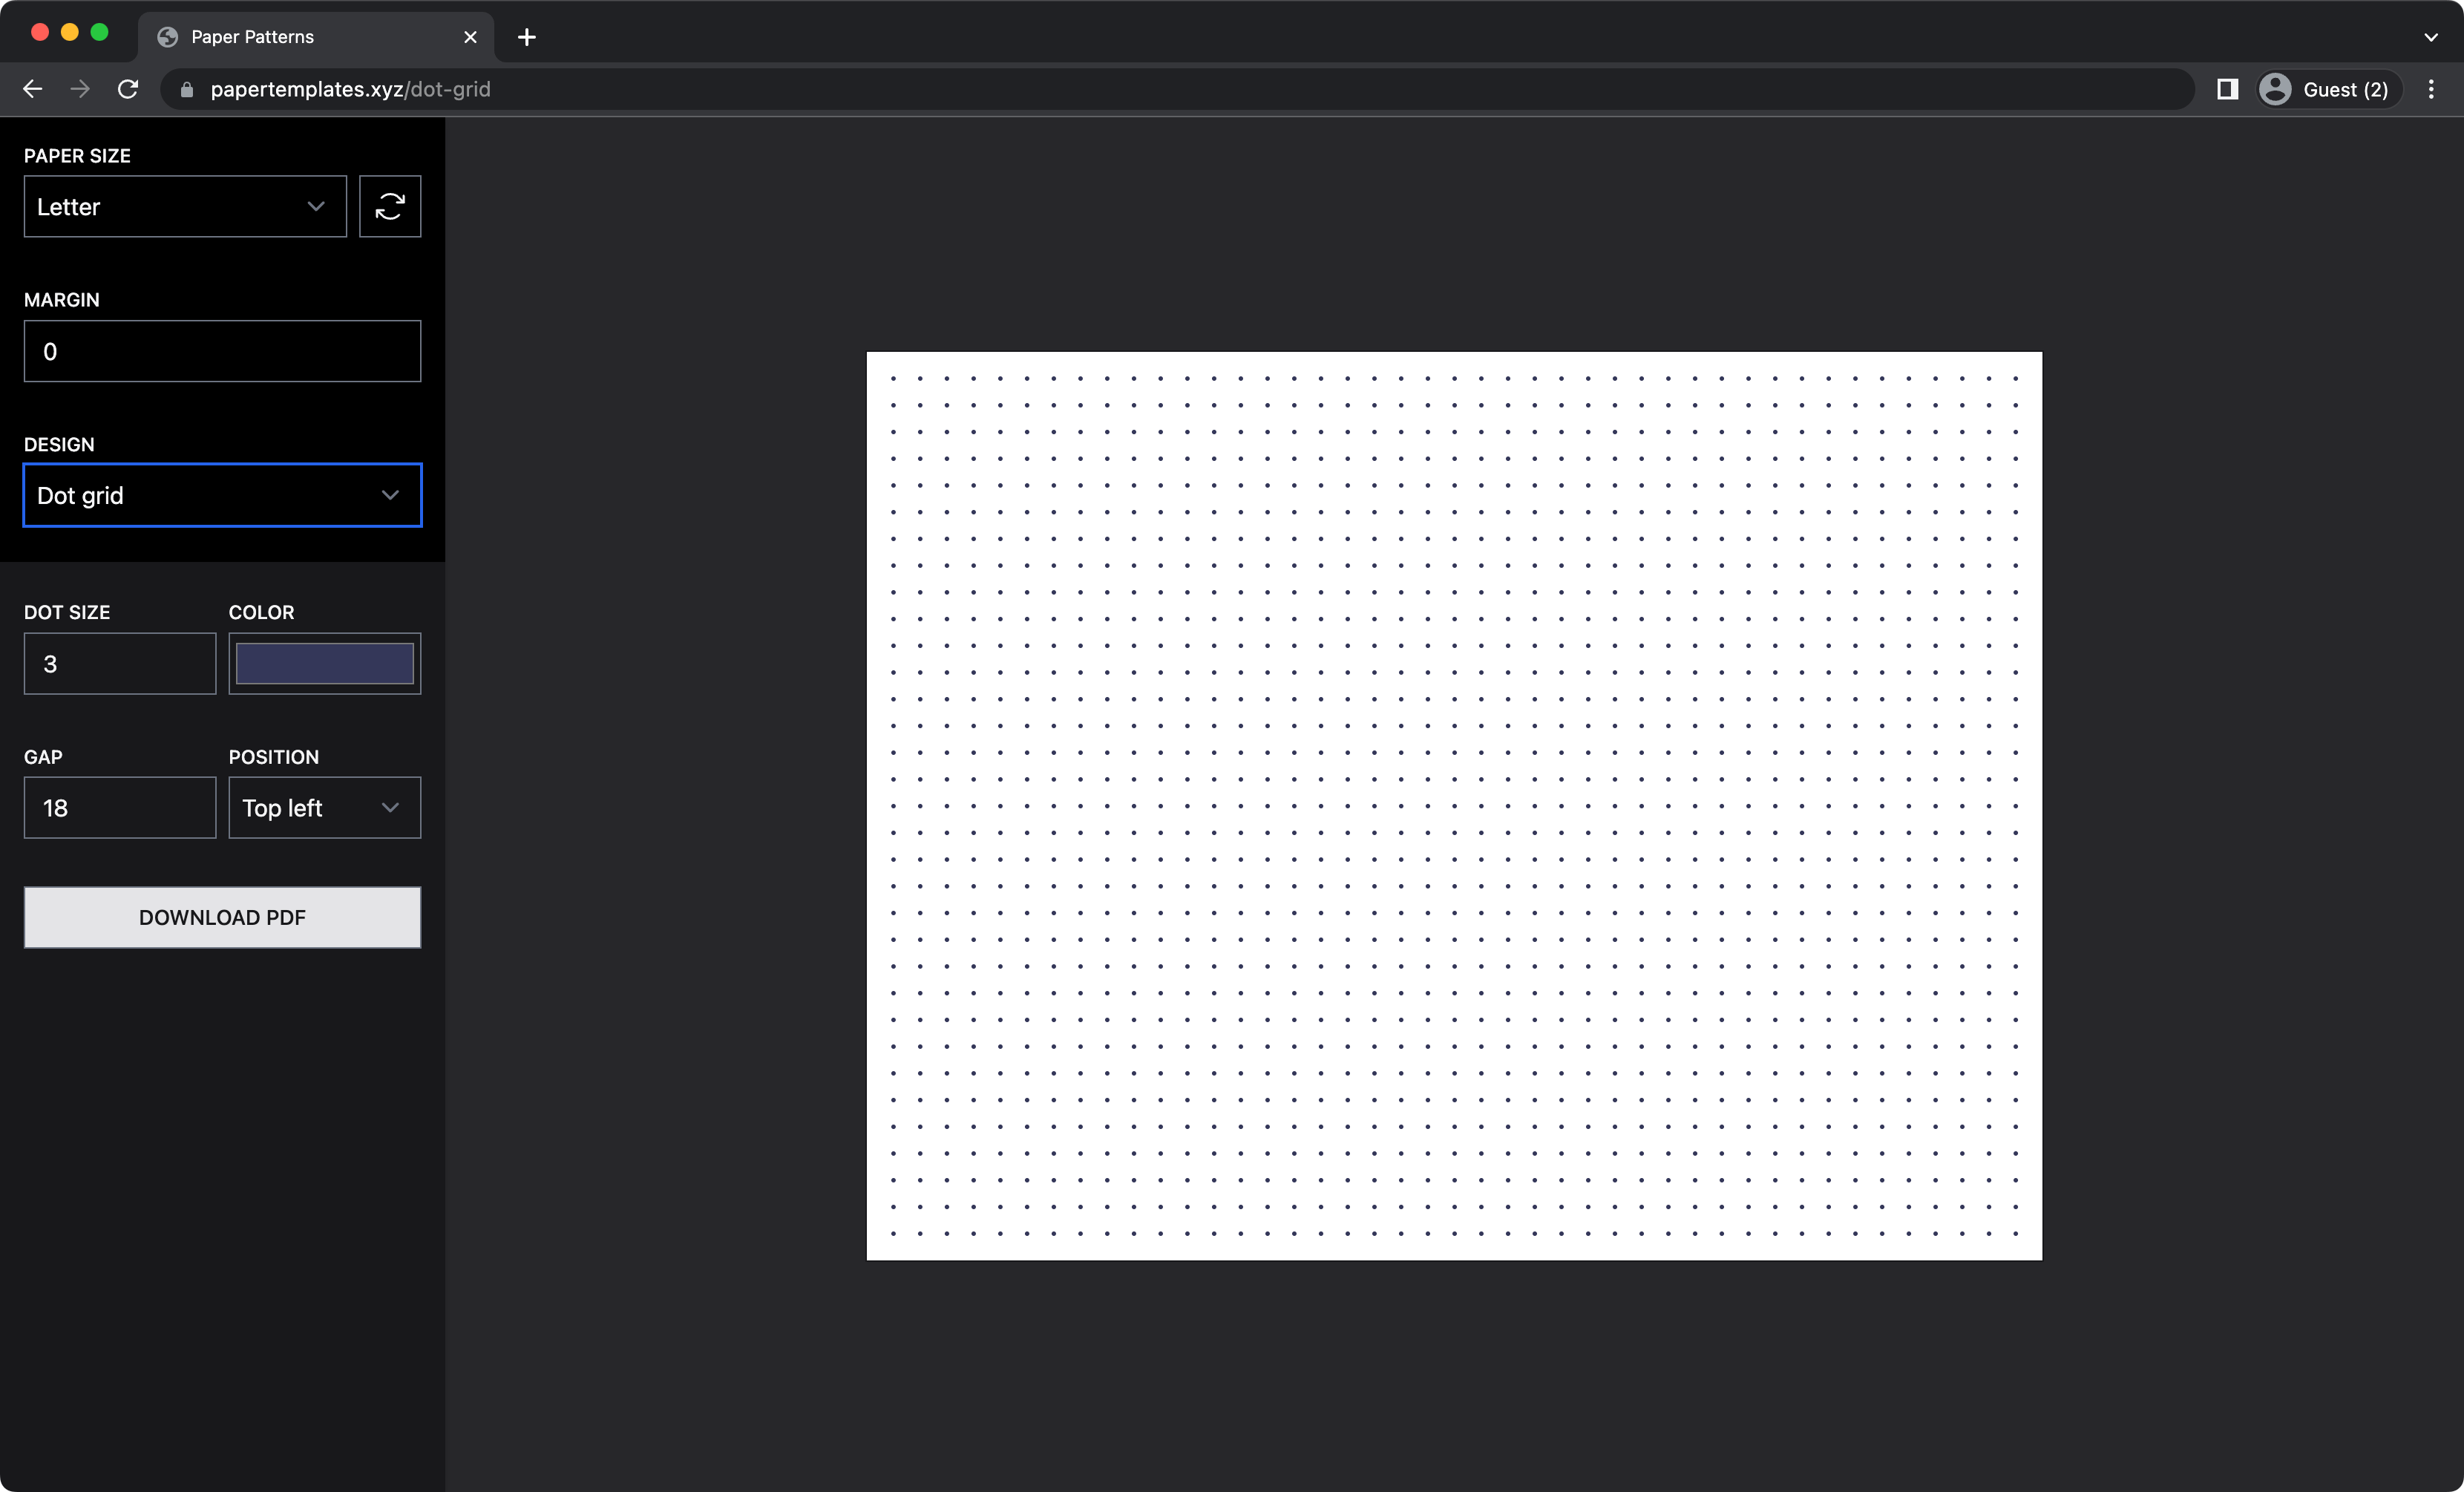 Paper Patterns
papertemplates.xyz/dot-grid
Guest (2)
PAPER SIZE
Letter
MARGIN
0
DESIGN
Dot grid
DOT SIZE COLOR
3
GAP POSITION
18 Top left
DOWNLOAD PDF